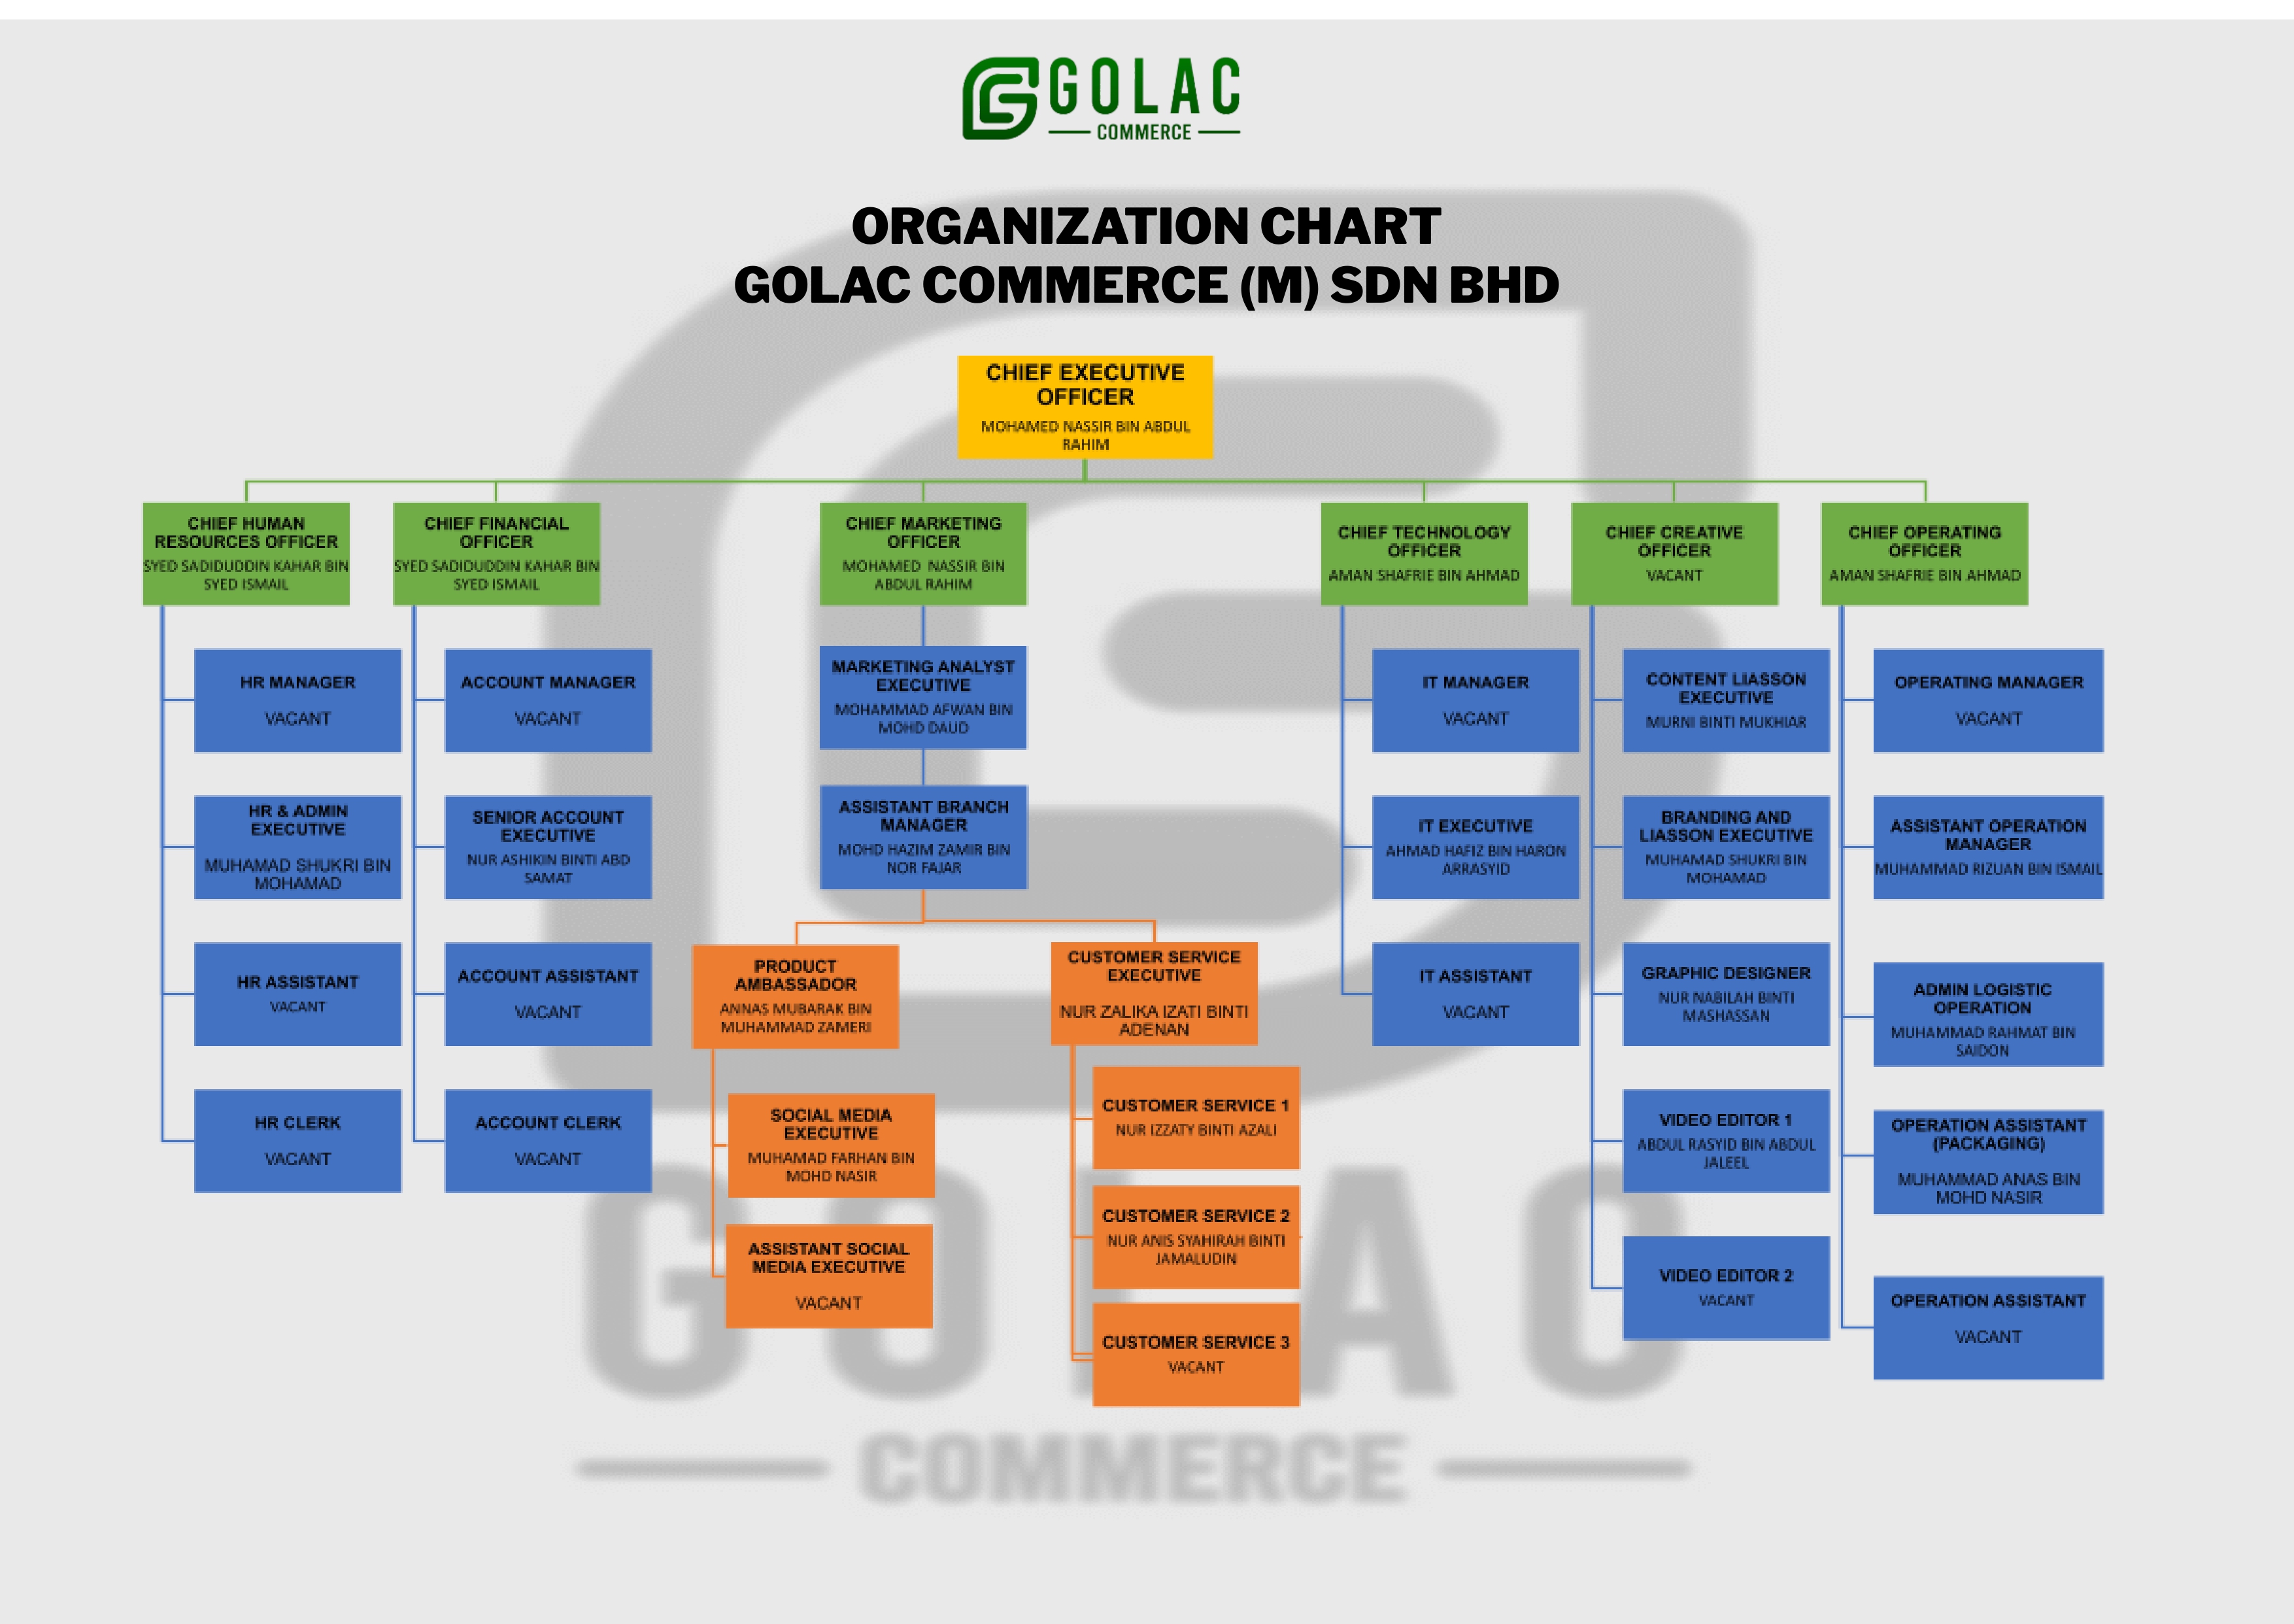 GOLAC
COMMERCE
ORGANIZATION CHART
GOLAC COMMERCE (M) SDN BHD
CHIEF EXECUTIVE
OFFICER
MOHAMED NASSIR BIN ABDUL
RAHIM
CHIEF HUMAN
RESOURCES OFFICER
SYED SADIDUDDIN KAHAR BIN
SYED ISMAIL
CHIEF FINANCIAL
OFFICER
SYED SADIDUDDIN KAHAR BIN
SYED ISMAIL
CHIEF MARKETING
OFFICER
MOHAMED NASSIR BIN
ABDUL RAHIM
CHIEF TECHNOLOGY
OFFICER
AMAN SHAFRIE BIN AHMAD
CHIEF CREATIVE
OFFICER
VACANT
CHIEF OPERATING
OFFICER
AMAN SHAFRIE BIN AHMAD
HR MANAGER
VACANT
HR & ADMIN
EXECUTIVE
MUHAMAD SHUKRI BIN
MOHAMAD
HR ASSISTANT
VACANT
HR CLERK
VACANT
ACCOUNT MANAGER
VACANT
SENIOR ACCOUNT
EXECUTIVE
NUR ASHIKIN BINTI ABD
SAMAT
ACCOUNT ASSISTANT
VACANT
ACCOUNT CLERK
VACANT
MARKETING ANALYST
EXECUTIVE
MOHAMMAD AFWAN BIN
MOHD DAUD
ASSISTANT BRANCH
MANAGER
MOHD HAZIM ZAMIR BIN
NOR FAJAR
PRODUCT
AMBASSADOR
ANNAS MUBARAK BIN
MUHAMMAD ZAMERI
SOCIAL MEDIA
EXECUTIVE
MUHAMAD FARHAN BIN
MOHD NASIR
ASSISTANT SOCIAL
MEDIA EXECUTIVE
VACANT
CUSTOMER SERVICE
EXECUTIVE
NUR ZALIKA IZATI BINTI
ADENAN
CUSTOMER SERVICE 1
NUR IZZATY BINTI AZALI
CUSTOMER SERVICE 2
NUR ANIS SYAHIRAH BINTI
JAMALUDIN
CUSTOMER SERVICE 3
VACANT
IT MANAGER
VACANT
IT EXECUTIVE
AHMAD HAFIZ BIN HARON
ARRASYID
IT ASSISTANT
VACANT
CONTENT LIASSON
EXECUTIVE
MURNI BINTI MUKHIAR
BRANDING AND
LIASSON EXECUTIVE
MUHAMAD SHUKRI BIN
MOHAMAD
GRAPHIC DESIGNER
NUR NABILAH BINTI
MASHASSAN
VIDEO EDITOR 1
ABDUL RASYID BIN ABDUL
JALEEL
VIDEO EDITOR 2
VACANT
OPERATING MANAGER
VACANT
ASSISTANT OPERATION
MANAGER
MUHAMMAD RIZUAN BIN ISMAIL
ADMIN LOGISTIC
OPERATION
MUHAMMAD RAHMAT BIN
SAIDON
OPERATION ASSISTANT
(PACKAGING)
MUHAMMAD ANAS BIN
MOHD NASIR
OPERATION ASSISTANT
VACANT
GOLAC
COMMERCE